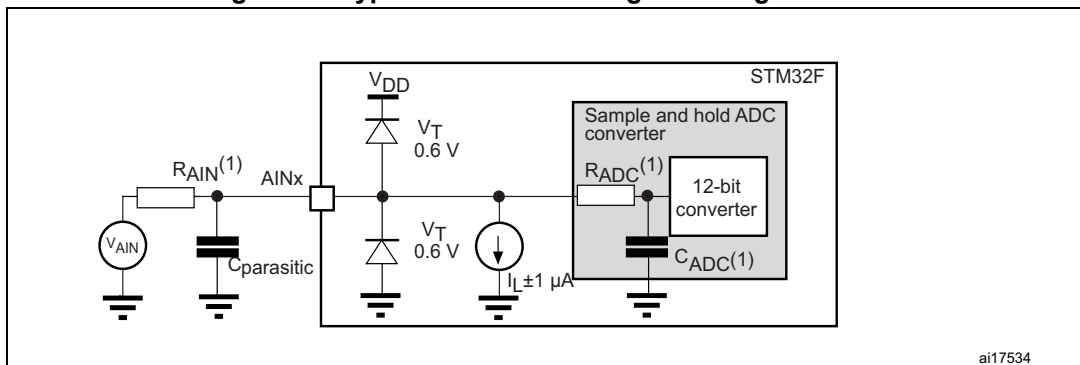 STM32F
VDD
Sample and hold ADC
converter
VT
0.6 V
RAIN(1)
AINx
RADC(1)
12-bit
converter
VAIN
Cparasitic
VT
0.6 V
IL±1 µA
CADC(1)
ai17534